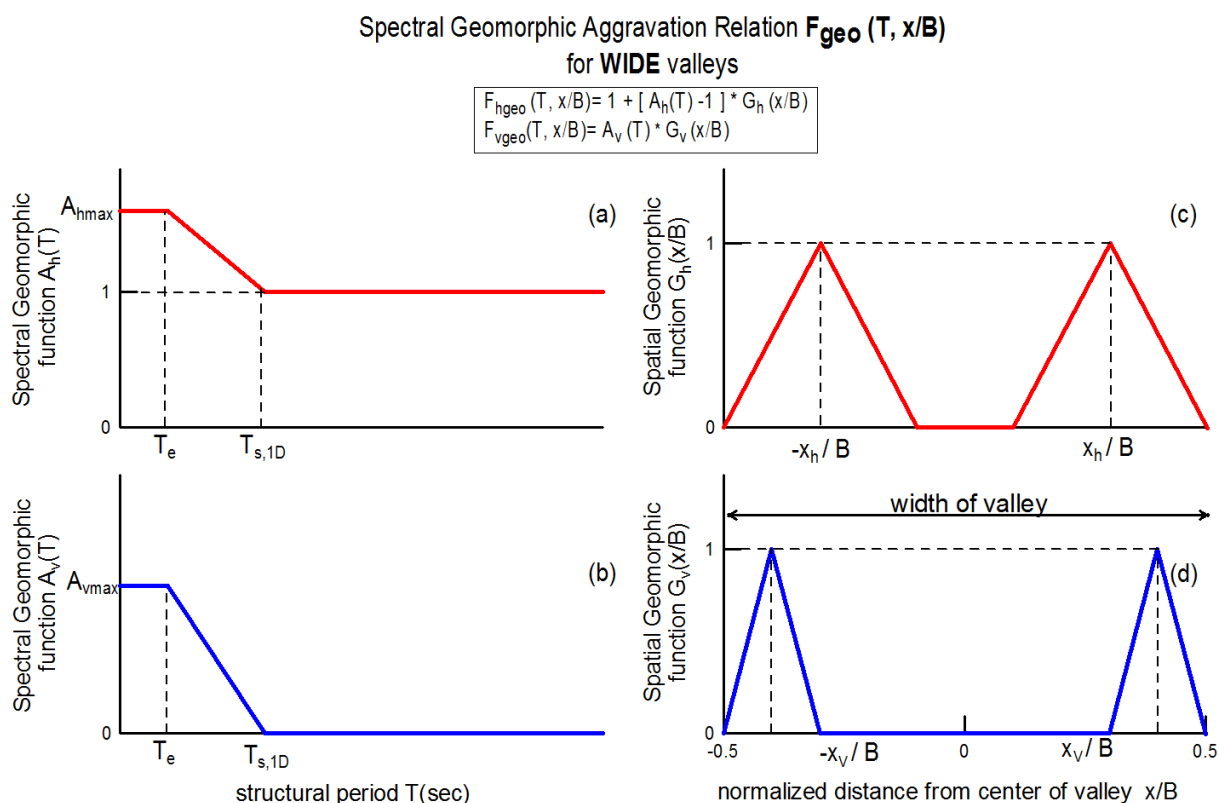 Spectral Geomorphic Aggravation Relation Fgeo (T, x/B)
for WIDE valleys
Fhgeo (T, x/B)= 1 + [ Ah(T) -1 ] * Gh(x/B)
Fvgeo(T, x/B)= Av (T) * Gv(x/B)
Spectral Geomorphic
function Ah(T)
Ahmax
1
0
Te
Ts,1D
(a)
Spatial Geomorphic
function Gh(x/B)
1
0
-xh / B
xh / B
(c)
Spectral Geomorphic
function Av(T)
Avmax
0
Te
Ts,1D
(b)
structural period T(sec)
Spatial Geomorphic
function Gv(x/B)
width of valley
1
0
(d)
-0.5
-xv / B
0
xv / B
0.5
normalized distance from center of valley x/B